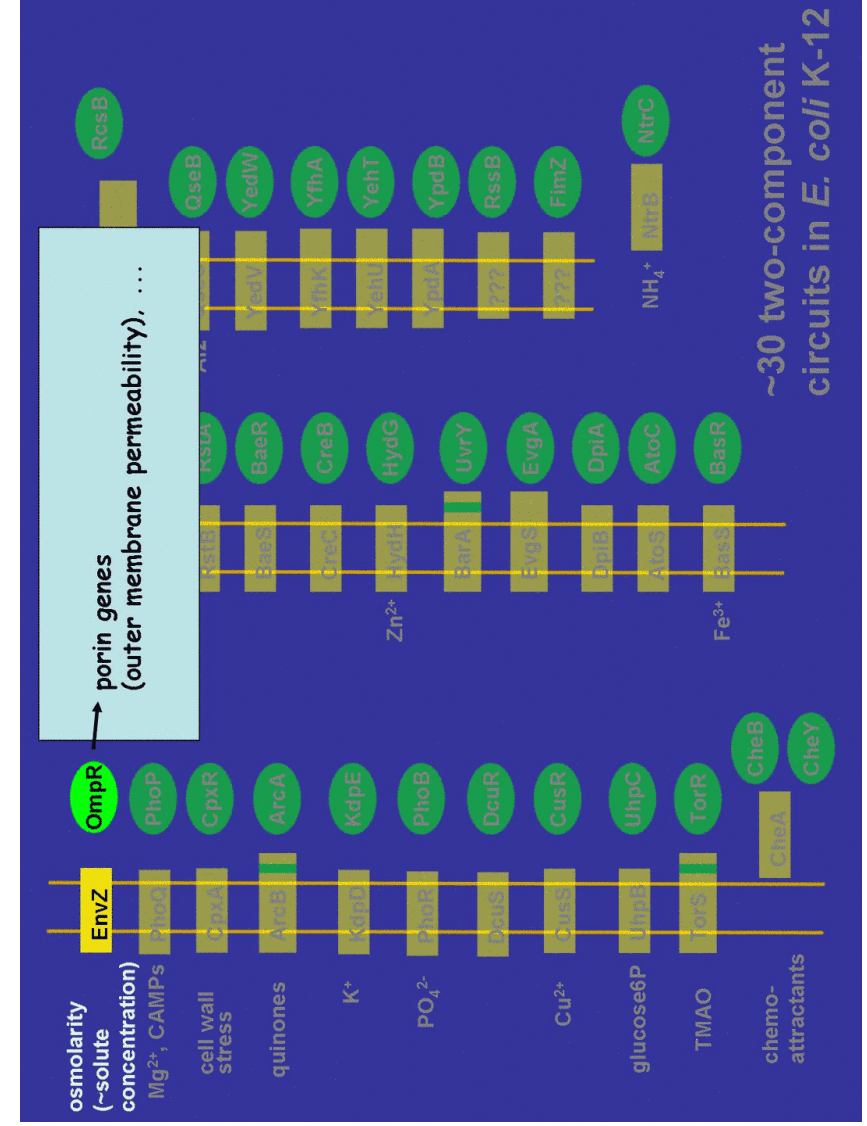 osmolarity
(~solute
concentration)
EnvZ
OmpR
porin genes
(outer membrane permeability), ...
Mg²⁺, CAMPs
PhoQ
PhoP
cell wall
stress
CpxA
CpxR
quinones
ArcB
ArcA
K⁺
KdpD
KdpE
PO₄²⁻
PhoR
PhoB
DcuS
DcuR
Cu²⁺
CusS
CusR
glucose6P
UhpB
UhpC
TMAO
TorS
TorR
chemo-
attractants
CheA
CheB
CheY
RstB
RstA
BaeS
BaeR
CreC
CreB
Zn²⁺
HydH
HydG
BarA
UvrY
EvgS
EvgA
DpiB
DpiA
AtoS
AtoC
Fe³⁺
BasS
BasR
RcsB
QseB
YedV
YedW
YfhK
YfhA
YehU
YehT
YpdA
YpdB
???
RssB
???
FimZ
NH₄⁺
NtrB
NtrC
~30 two-component
circuits in E. coli K-12